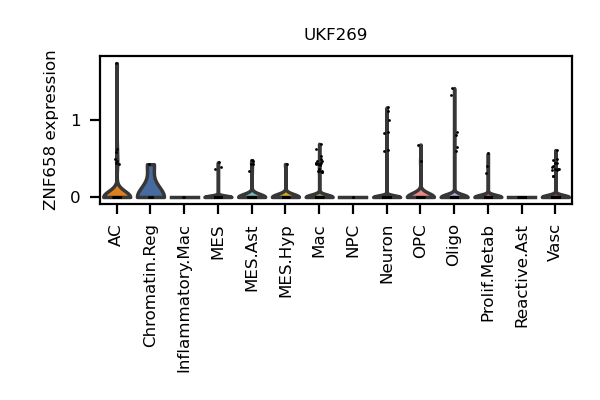 UKF269
ZNF658 expression
1
0
AC
Chromatin.Reg
Inflammatory.Mac
MES
MES.Ast
MES.Hyp
Mac
NPC
Neuron
OPC
Oligo
Prolif.Metab
Reactive.Ast
Vasc